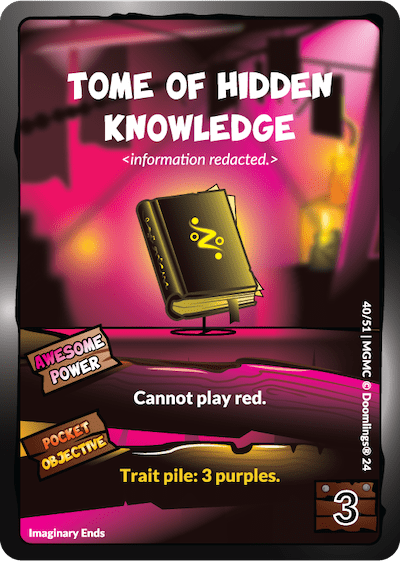 TOME OF HIDDEN
KNOWLEDGE
<information redacted.>
40/51 | MGMC © Doomlings® 24
AWESOME
POWER
Cannot play red.
POCKET
OBJECTIVE
Trait pile: 3 purples.
3
Imaginary Ends